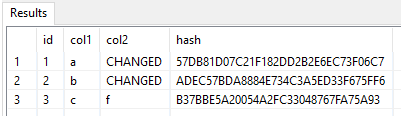 Results
id col1 col2 hash
1 1 a CHANGED 57DB81D07C21F182DD2B2E6EC73F06C7
2 2 b CHANGED ADEC57BDA8884E734C3A5ED33F675FF6
3 3 c f B37BBE5A20054A2FC33048767FA75A93